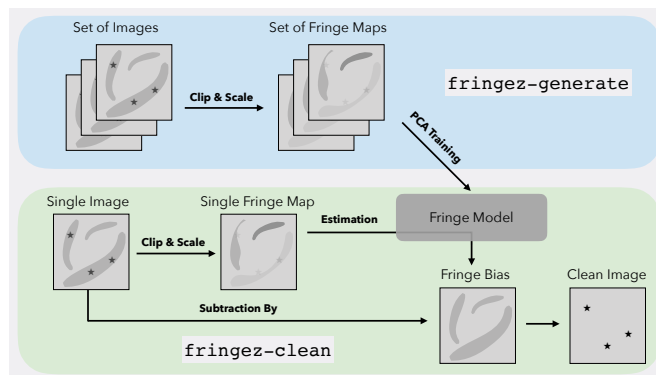 Set of Images
Set of Fringe Maps
Clip & Scale
fringez-generate
PCA Training
Single Image
Single Fringe Map
Estimation
Fringe Model
Clip & Scale
Fringe Bias
Clean Image
Subtraction By
fringez-clean